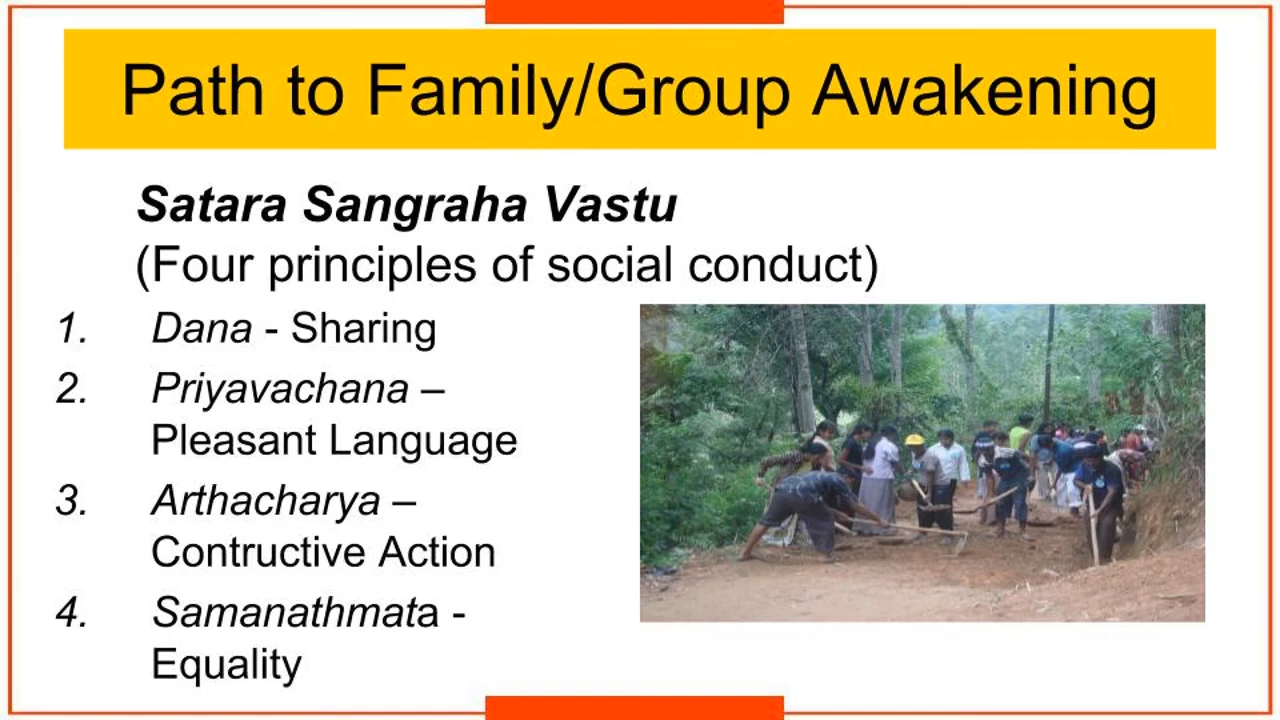 Path to Family/Group Awakening
Satara Sangraha Vastu
(Four principles of social conduct)
1. Dana - Sharing
2. Priyavachana –
Pleasant Language
3. Arthacharya –
Contructive Action
4. Samanathmata -
Equality